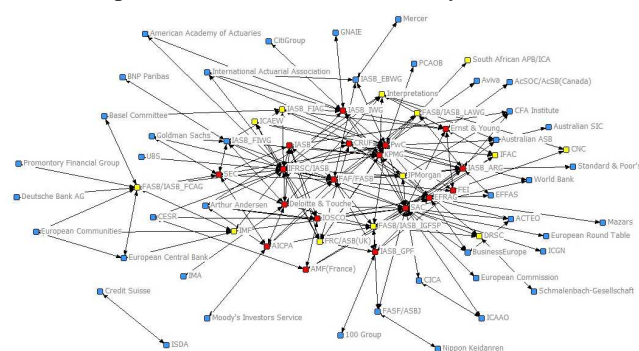 American Academy of Actuaries
CitiGroup
GNAIE
Mercer
International Actuarial Association
IASB_EBWG
PCAOB
South African APB/ICA
BNP Paribas
Aviva
AcSOC/AcSB(Canada)
Interpretations
Basel Committee
IASB_FIAG
IASB_IWG
FASB/IASB_LAWG
CFA Institute
ICAEW
Ernst & Young
Australian SIC
Goldman Sachs
IASB_FIWG
IASB
CRUF
PwC
Australian ASB
KPMG
UBS
IFAC
CNC
Promontory Financial Group
SEC
IFRSC/IASB
IASB_ARG
Standard & Poor's
FASB/IASB_FCAG
FAF/FASB
JPMorgan
World Bank
Deutsche Bank AG
FEI
EFRAG
EFFAS
Arthur Andersen
Deloitte & Touche
European Communities
CESR
IOSCO
ACTEO
Mazars
IMF
FRC/ASB(UK)
FASB/IASB_IGFSP
DRSC
European Round Table
European Central Bank
AICPA
IASB_GPF
BusinessEurope
ICGN
IMA
AMF(France)
CICA
European Commission
Credit Suisse
Schmalenbach-Gesellschaft
Moody's Investors Service
FASF/ASBJ
ICAAO
100 Group
ISDA
Nippon Keidanren